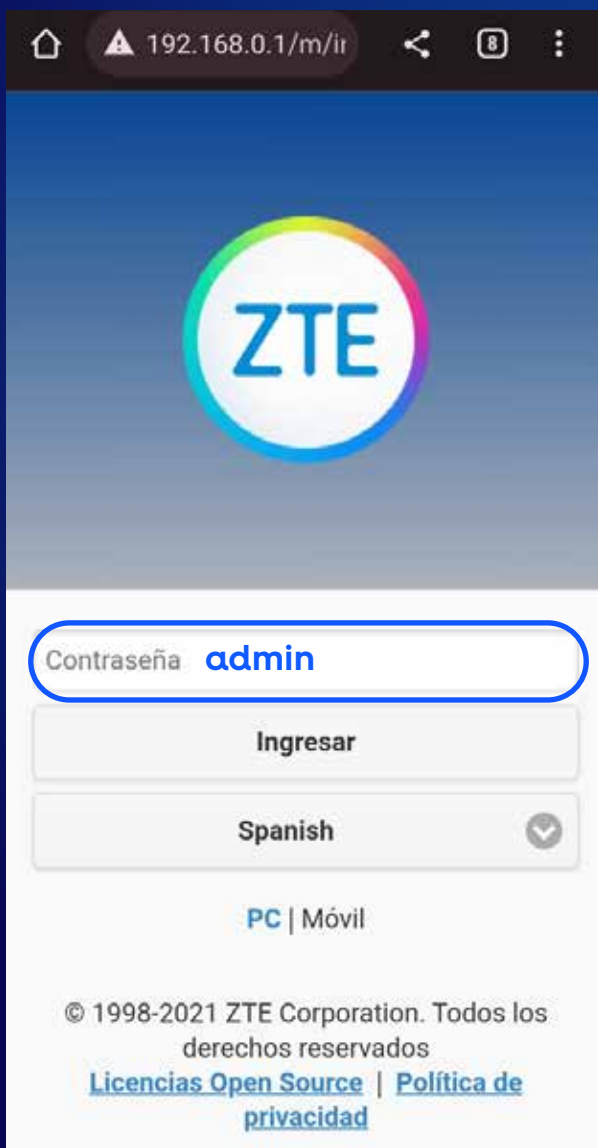 192.168.0.1/m/ir
8
ZTE
Contraseña admin
Ingresar
Spanish
PC | Móvil
© 1998-2021 ZTE Corporation. Todos los
derechos reservados
Licencias Open Source | Política de
privacidad